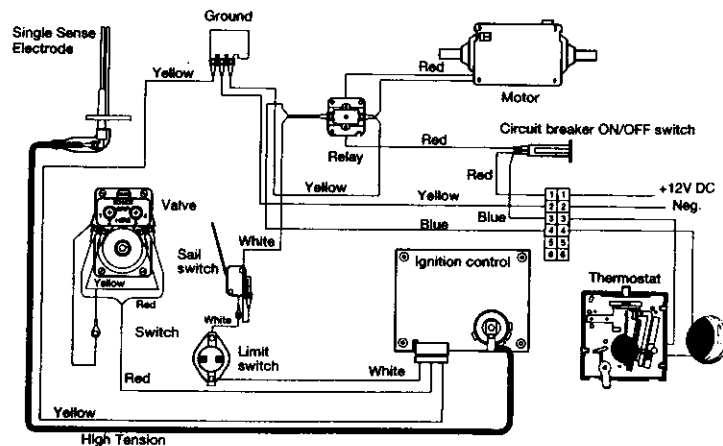 Ground
Single Sense
Electrode
Yellow
Red
Motor
Circuit breaker ON/OFF switch
Relay
Red
Red
Yellow
Yellow
+12V DC
Neg.
Blue
Blue
1 1
2 2
3 3
4 4
5 5
6 6
Valve
White
Sail
switch
Ignition control
Thermostat
Yellow
Red
Switch
White
Limit
switch
White
Red
Yellow
High Tension